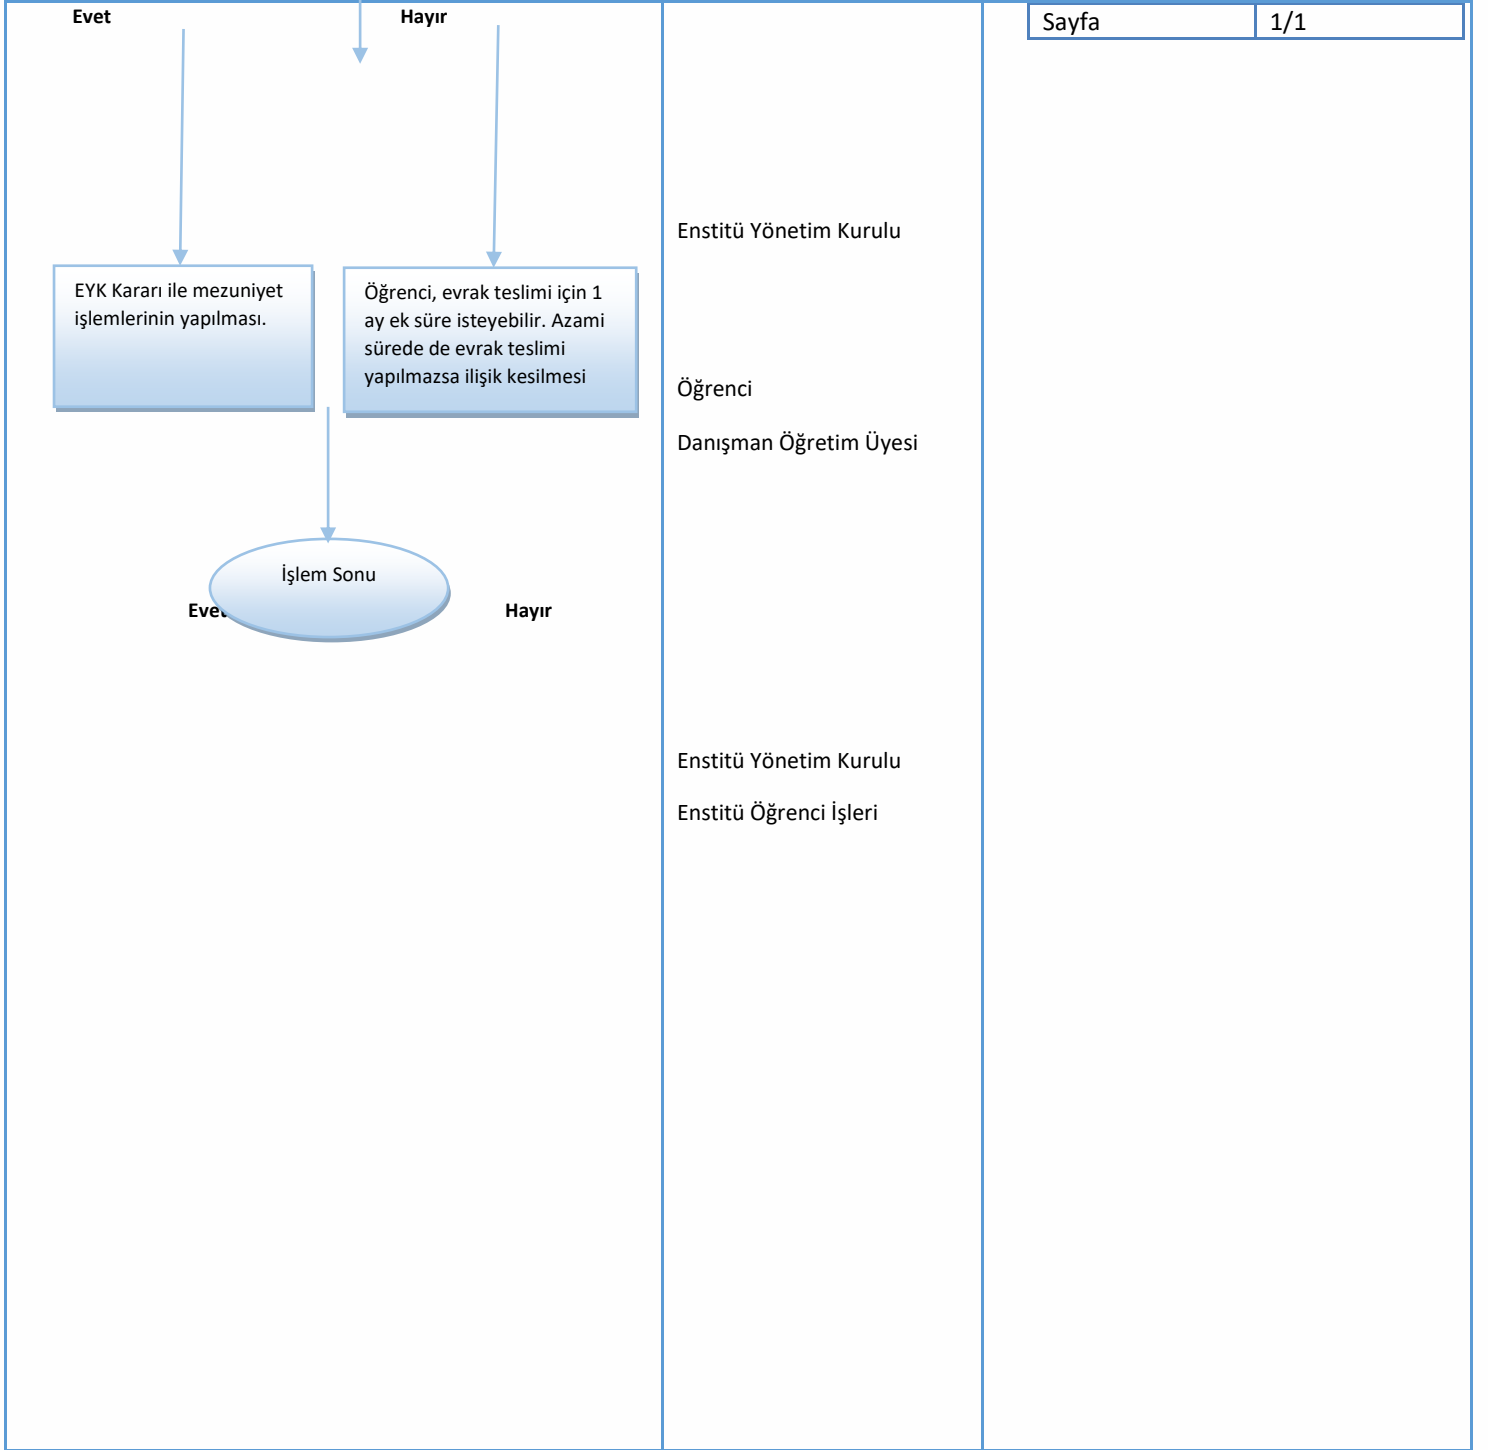 Evet
Hayır
Sayfa 1/1
EYK Kararı ile mezuniyet
işlemlerinin yapılması.
Öğrenci, evrak teslimi için 1
ay ek süre isteyebilir. Azami
sürede de evrak teslimi
yapılmazsa ilişik kesilmesi
İşlem Sonu
Evet
Hayır
Enstitü Yönetim Kurulu
Öğrenci
Danışman Öğretim Üyesi
Enstitü Yönetim Kurulu
Enstitü Öğrenci İşleri